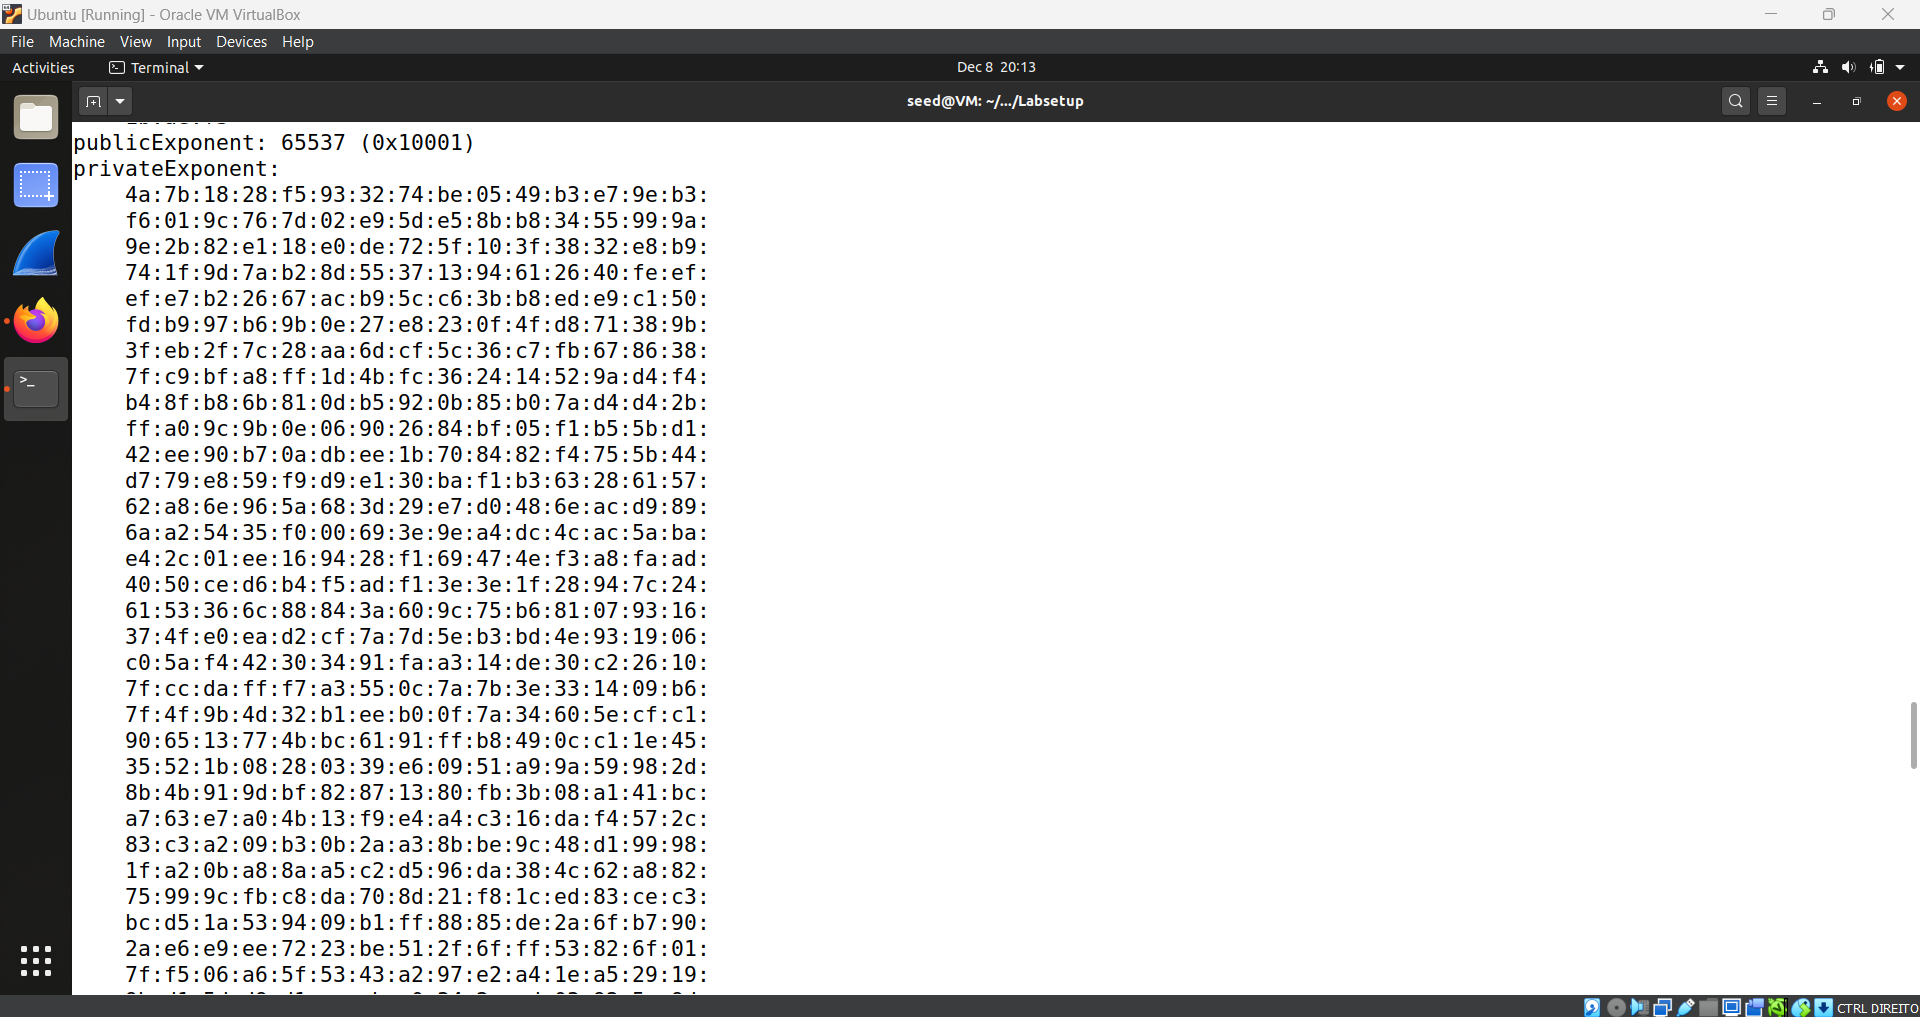 Ubuntu [Running] - Oracle VM VirtualBox
File Machine View Input Devices Help
Activities Terminal Dec 8 20:13
seed@VM: ~/.../Labsetup
publicExponent: 65537 (0x10001)
privateExponent:
4a:7b:18:28:f5:93:32:74:be:05:49:b3:e7:9e:b3:
f6:01:9c:76:7d:02:e9:5d:e5:8b:b8:34:55:99:9a:
9e:2b:82:e1:18:e0:de:72:5f:10:3f:38:32:e8:b9:
74:1f:9d:7a:b2:8d:55:37:13:94:61:26:40:fe:ef:
ef:e7:b2:26:67:ac:b9:5c:c6:3b:b8:ed:e9:c1:50:
fd:b9:97:b6:9b:0e:27:e8:23:0f:4f:d8:71:38:9b:
3f:eb:2f:7c:28:aa:6d:cf:5c:36:c7:fb:67:86:38:
7f:c9:bf:a8:ff:1d:4b:fc:36:24:14:52:9a:d4:f4:
b4:8f:b8:6b:81:0d:b5:92:0b:85:b0:7a:d4:d4:2b:
ff:a0:9c:9b:0e:06:90:26:84:bf:05:f1:b5:5b:d1:
42:ee:90:b7:0a:db:ee:1b:70:84:82:f4:75:5b:44:
d7:79:e8:59:f9:d9:e1:30:ba:f1:b3:63:28:61:57:
62:a8:6e:96:5a:68:3d:29:e7:d0:48:6e:ac:d9:89:
6a:a2:54:35:f0:00:69:3e:9e:a4:dc:4c:ac:5a:ba:
e4:2c:01:ee:16:94:28:f1:69:47:4e:f3:a8:fa:ad:
40:50:ce:d6:b4:f5:ad:f1:3e:3e:1f:28:94:7c:24:
61:53:36:6c:88:84:3a:60:9c:75:b6:81:07:93:16:
37:4f:e0:ea:d2:cf:7a:7d:5e:b3:bd:4e:93:19:06:
c0:5a:f4:42:30:34:91:fa:a3:14:de:30:c2:26:10:
7f:cc:da:ff:f7:a3:55:0c:7a:7b:3e:33:14:09:b6:
7f:4f:9b:4d:32:b1:ee:b0:0f:7a:34:60:5e:cf:c1:
90:65:13:77:4b:bc:61:91:ff:b8:49:0c:c1:1e:45:
35:52:1b:08:28:03:39:e6:09:51:a9:9a:59:98:2d:
8b:4b:91:9d:bf:82:87:13:80:fb:3b:08:a1:41:bc:
a7:63:e7:a0:4b:13:f9:e4:a4:c3:16:da:f4:57:2c:
83:c3:a2:09:b3:0b:2a:a3:8b:be:9c:48:d1:99:98:
1f:a2:0b:a8:8a:a5:c2:d5:96:da:38:4c:62:a8:82:
75:99:9c:fb:c8:da:70:8d:21:f8:1c:ed:83:ce:c3:
bc:d5:1a:53:94:09:b1:ff:88:85:de:2a:6f:b7:90:
2a:e6:e9:ee:72:23:be:51:2f:6f:ff:53:82:6f:01:
7f:f5:06:a6:5f:53:43:a2:97:e2:a4:1e:a5:29:19:
CTRL DIREITO